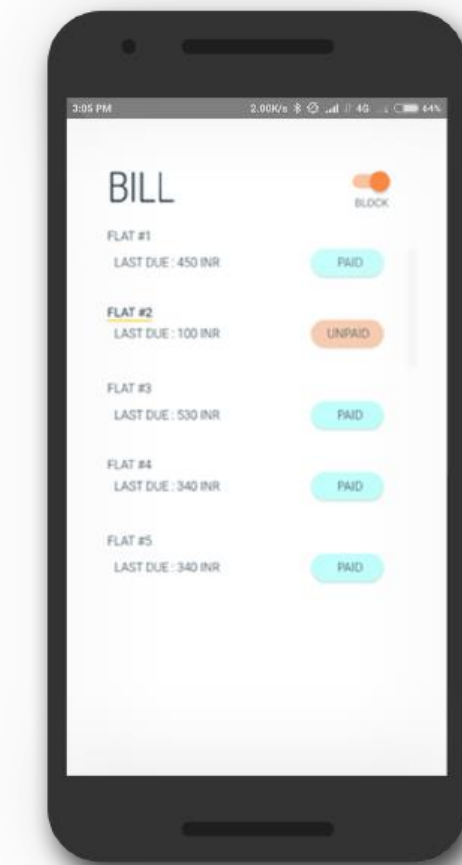 3:05 PM 2.00K/s 4G 64%
BILL
BLOCK
FLAT #1
LAST DUE : 450 INR PAID
FLAT #2
LAST DUE : 100 INR UNPAID
FLAT #3
LAST DUE : 530 INR PAID
FLAT #4
LAST DUE : 340 INR PAID
FLAT #5
LAST DUE : 340 INR PAID